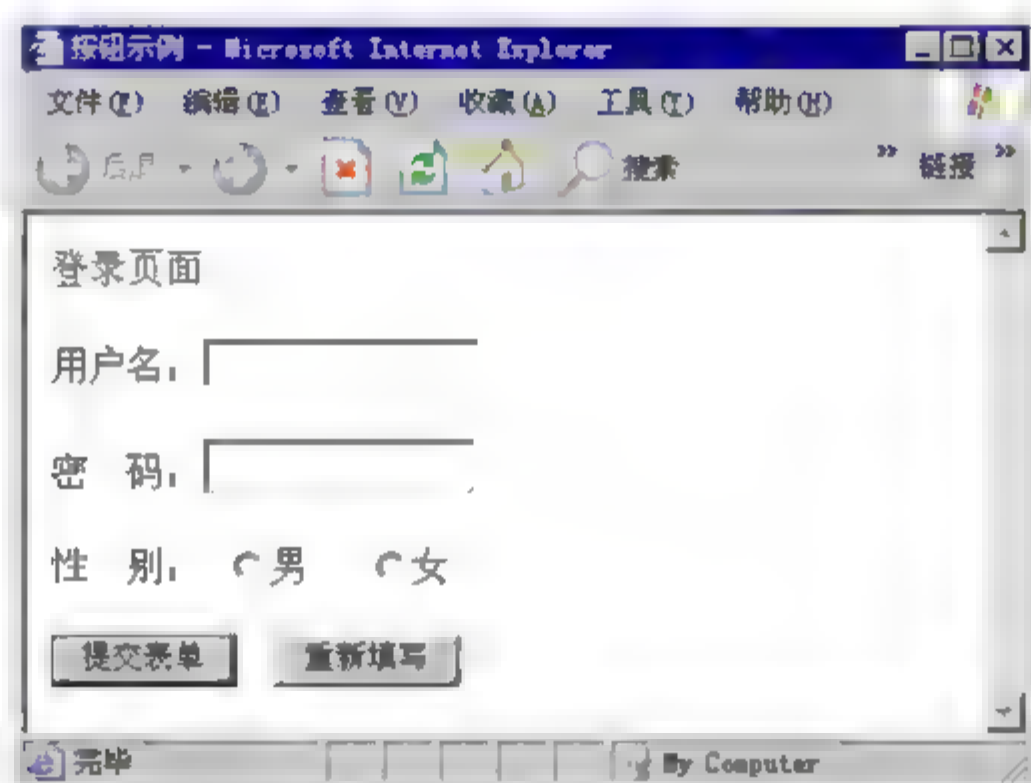 按钮示例 - Microsoft Internet Explorer
文件(F) 编辑(E) 查看(V) 收藏(A) 工具(T) 帮助(H)
后退 搜索 » 链接 »
登录页面
用户名：
密 码：
性 别： 男 女
提交表单 重新填写
完毕 My Computer